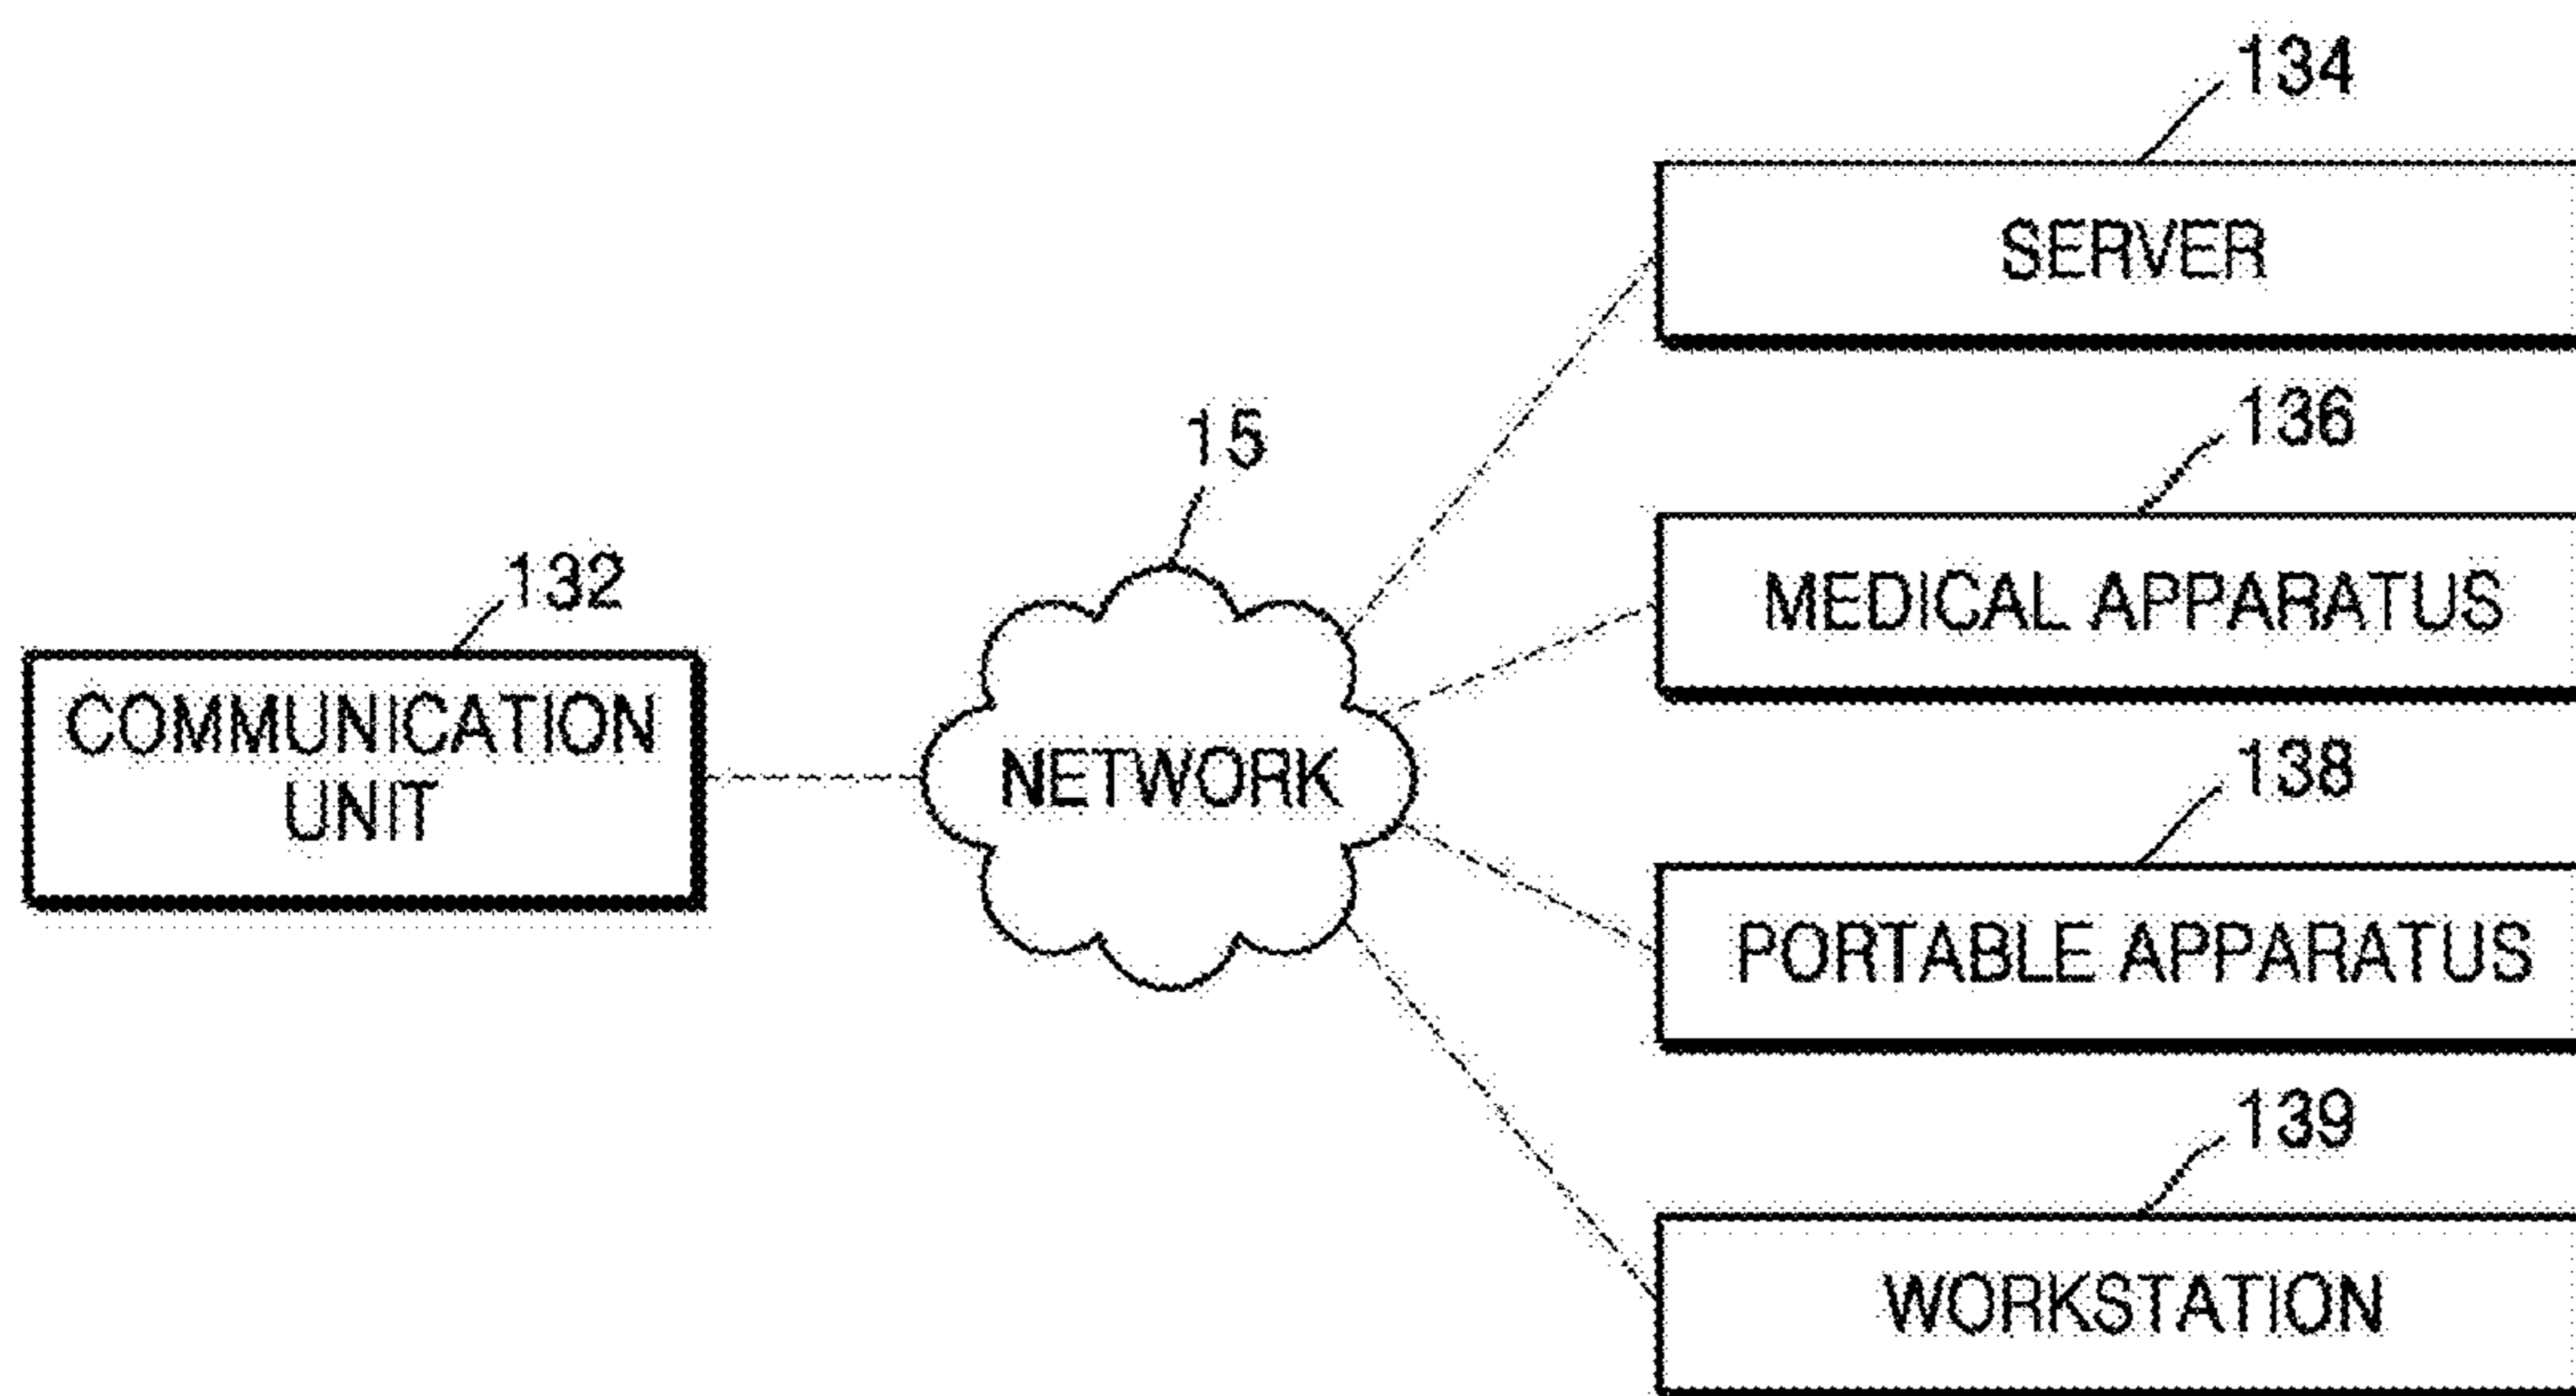 134
SERVER
136
MEDICAL APPARATUS
15
132
COMMUNICATION
UNIT
NETWORK
138
PORTABLE APPARATUS
139
WORKSTATION